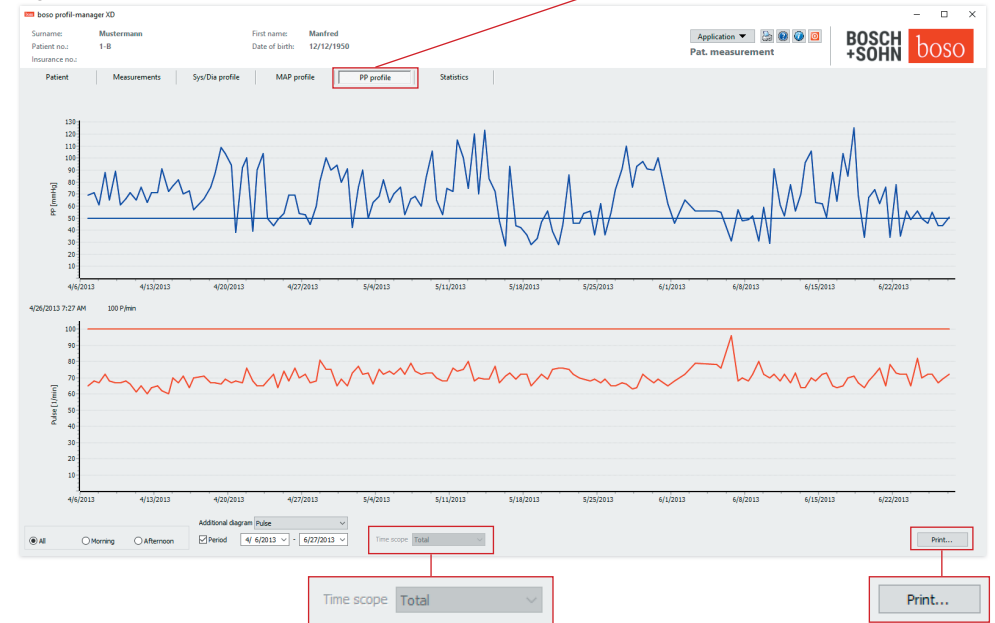 boso boso profil-manager XD
Surname: Mustermann First name: Manfred
Patient no.: 1-B Date of birth: 12/12/1950
Insurance no.:
Application
Pat. measurement
BOSCH
+SOHN
boso
Patient Measurements Sys/Dia profile MAP profile PP profile Statistics
PP [mmHg]
130
120
110
100
90
80
70
60
50
40
30
20
10
4/6/2013 4/13/2013 4/20/2013 4/27/2013 5/4/2013 5/11/2013 5/18/2013 5/25/2013 6/1/2013 6/8/2013 6/15/2013 6/22/2013
4/26/2013 7:27 AM 100 P/min
Pulse [1/min]
100
90
80
70
60
50
40
30
20
10
4/6/2013 4/13/2013 4/20/2013 4/27/2013 5/4/2013 5/11/2013 5/18/2013 5/25/2013 6/1/2013 6/8/2013 6/15/2013 6/22/2013
Additional diagram Pulse
All Morning Afternoon Period 4/ 6/2013 - 6/27/2013 Time scope Total Print...
Time scope Total Print...